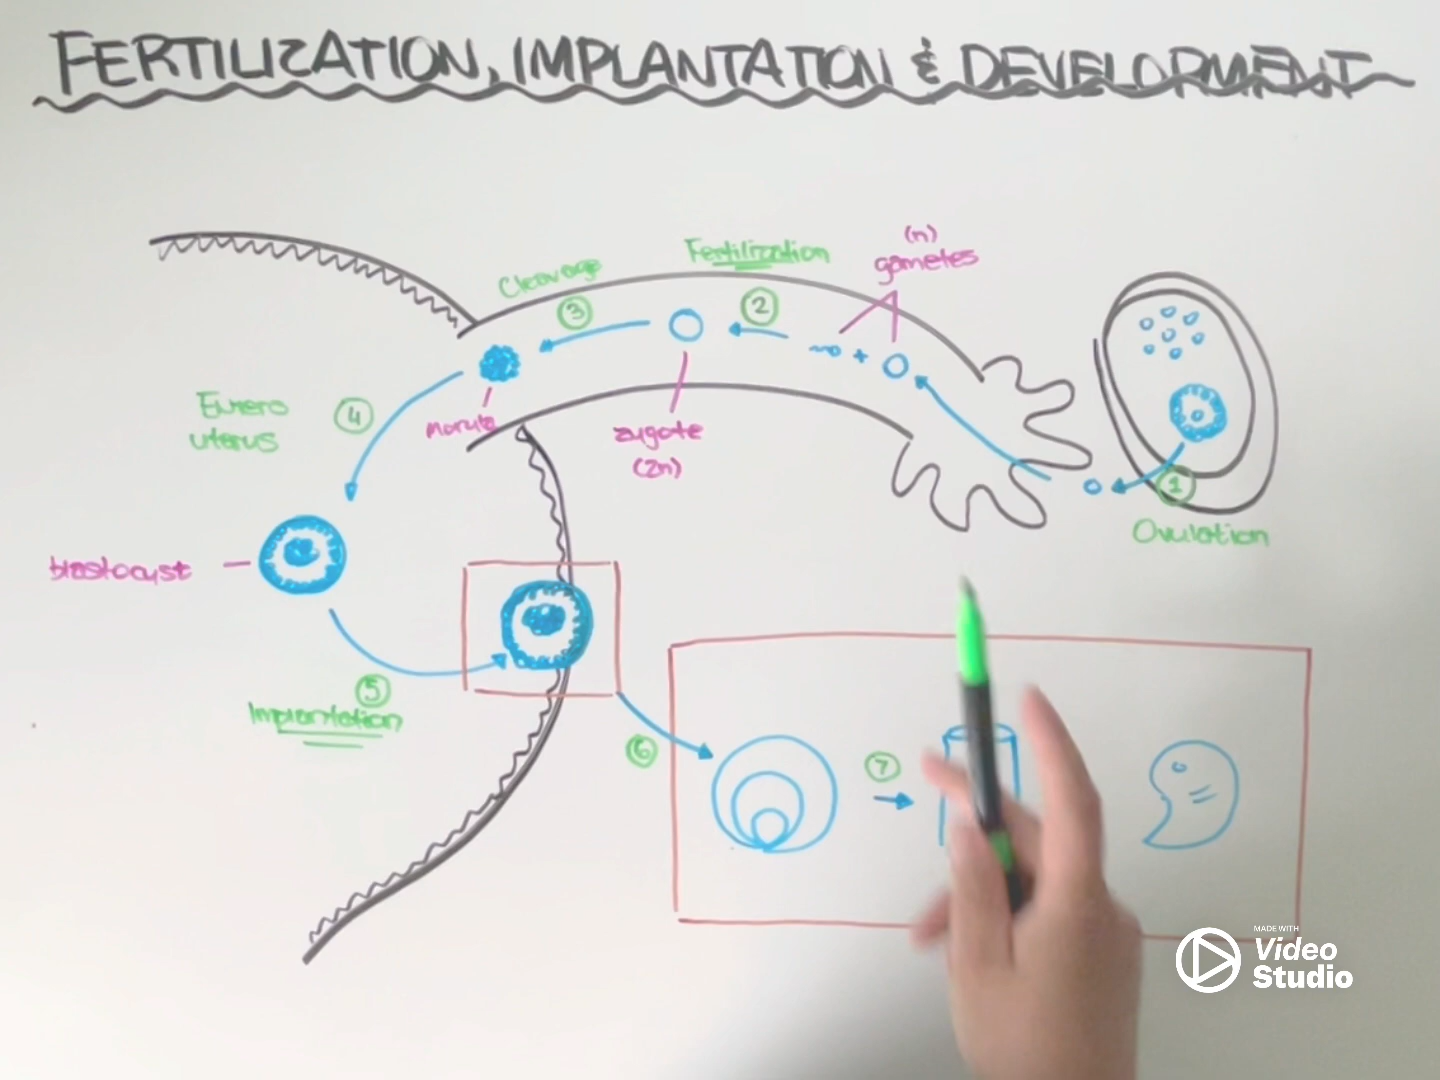 FERTILIZATION, IMPLANTATION & DEVELOPMENT
(n)
gametes
Fertilization
Cleavage
3
2
+
4
uterus
morula
zygote
(2n)
1
Ovulation
blastocyst
5
Implantation
6
7
MADE WITH
Video
Studio